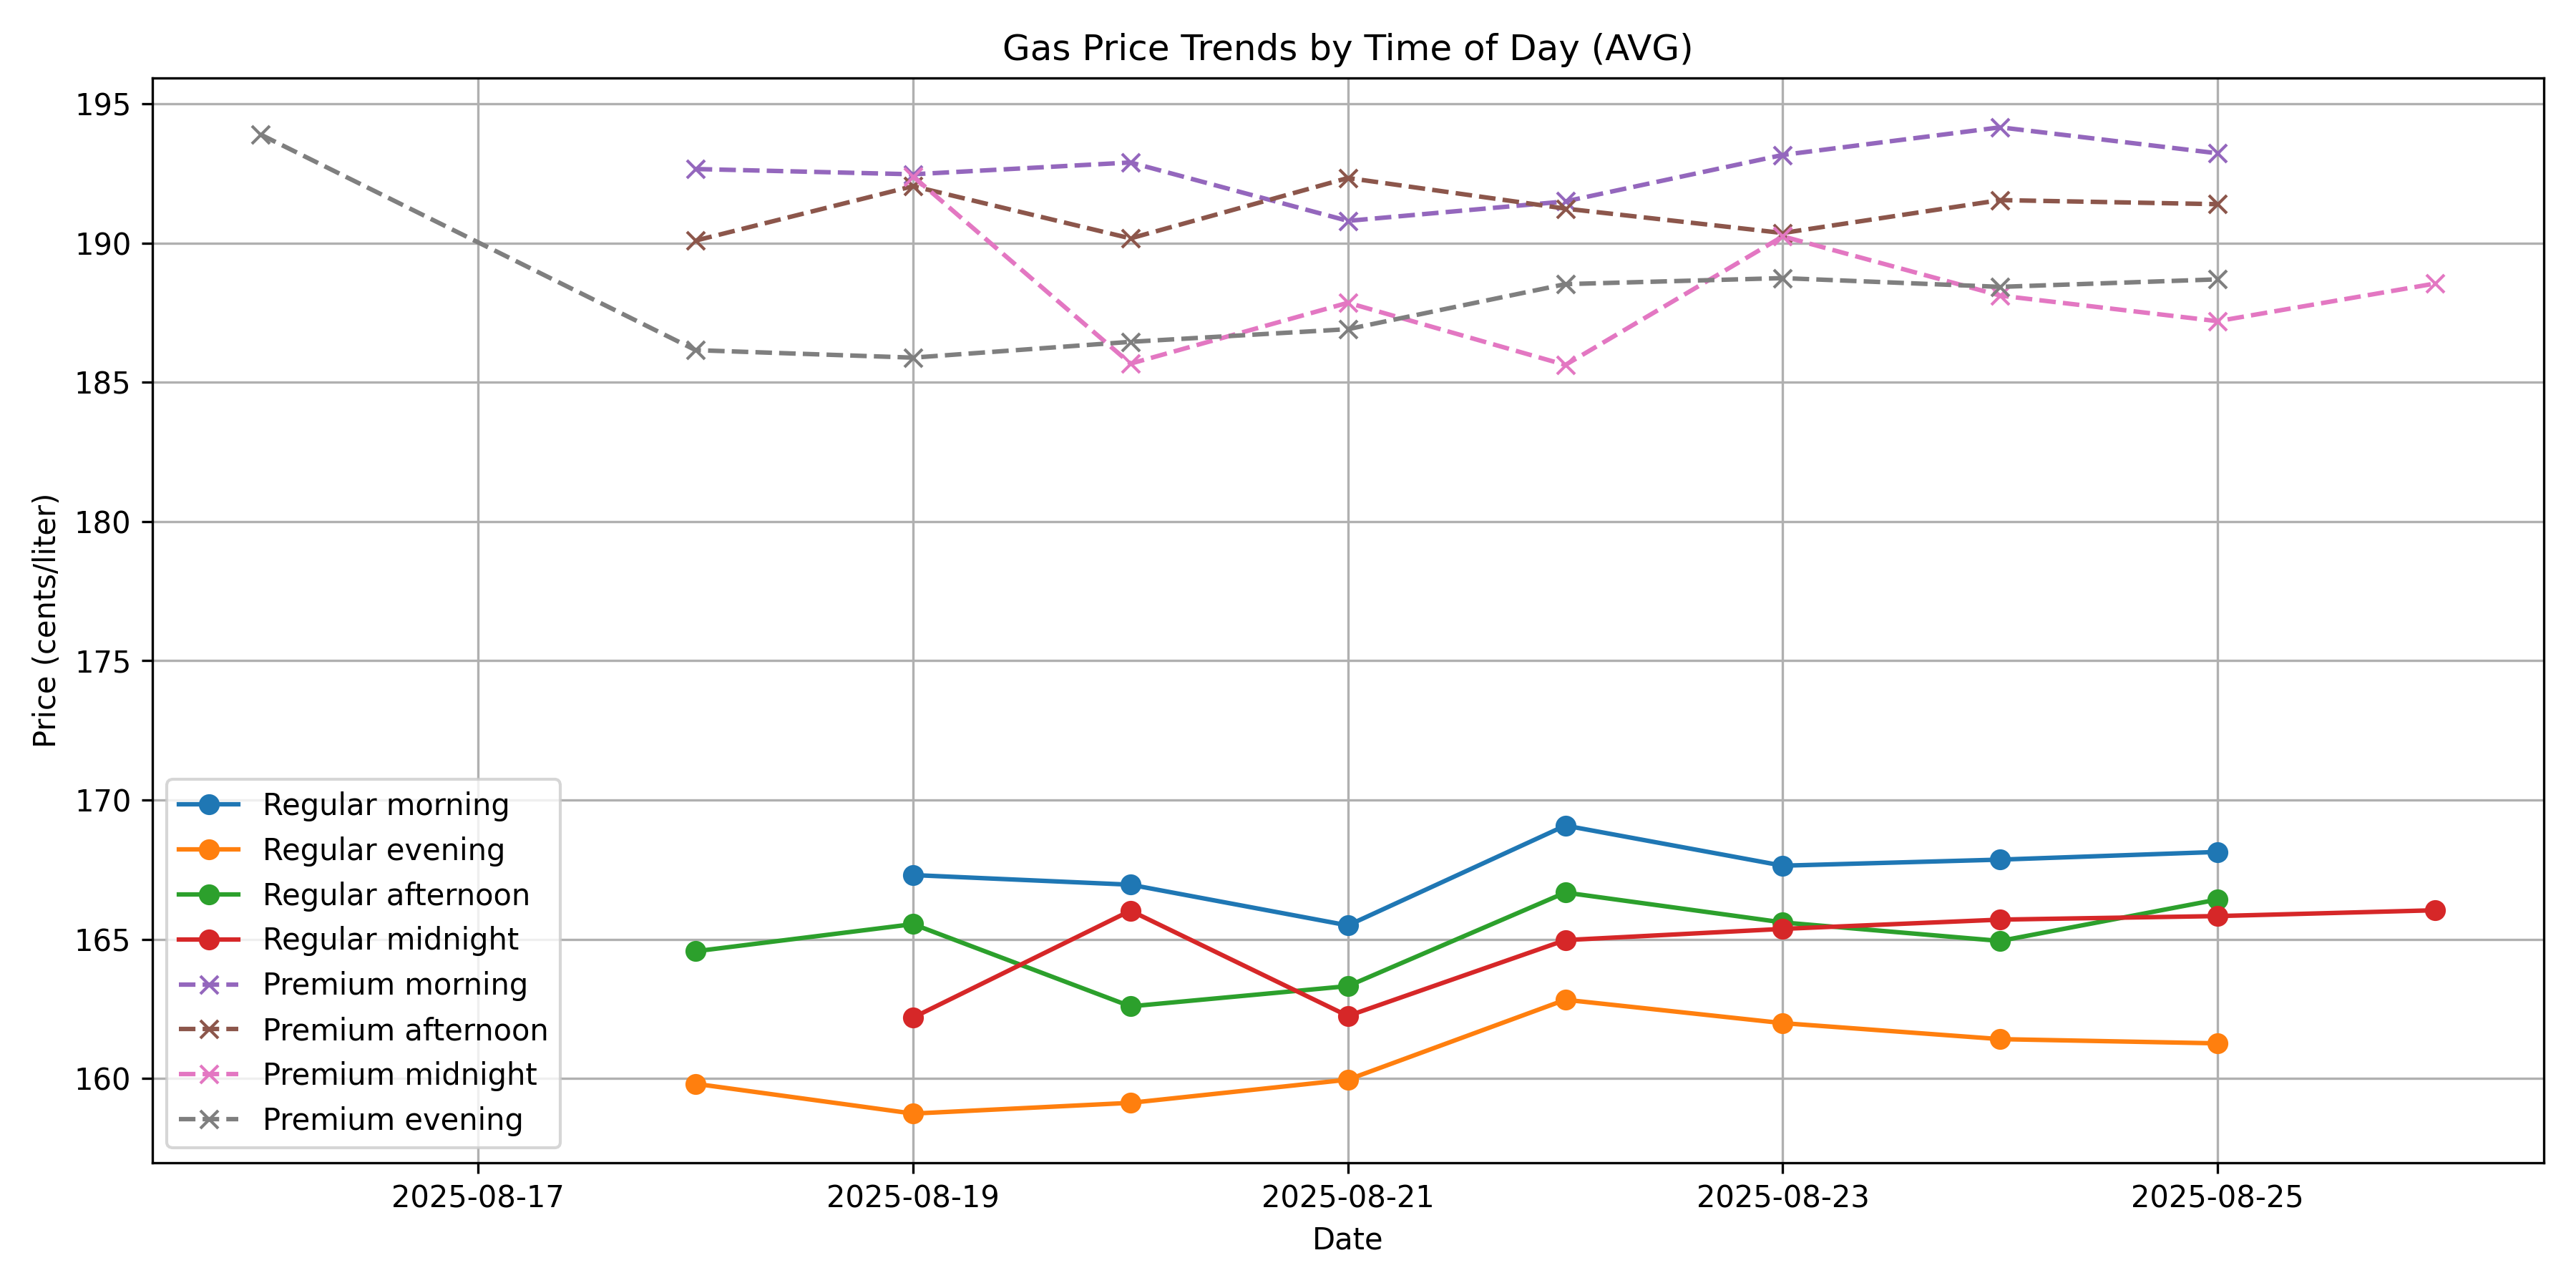 Gas Price Trends by Time of Day (AVG)
195
190
185
180
175
170
165
160
Price (cents/liter)
Regular morning
Regular evening
Regular afternoon
Regular midnight
Premium morning
Premium afternoon
Premium midnight
Premium evening
2025-08-17
2025-08-19
2025-08-21
2025-08-23
2025-08-25
Date